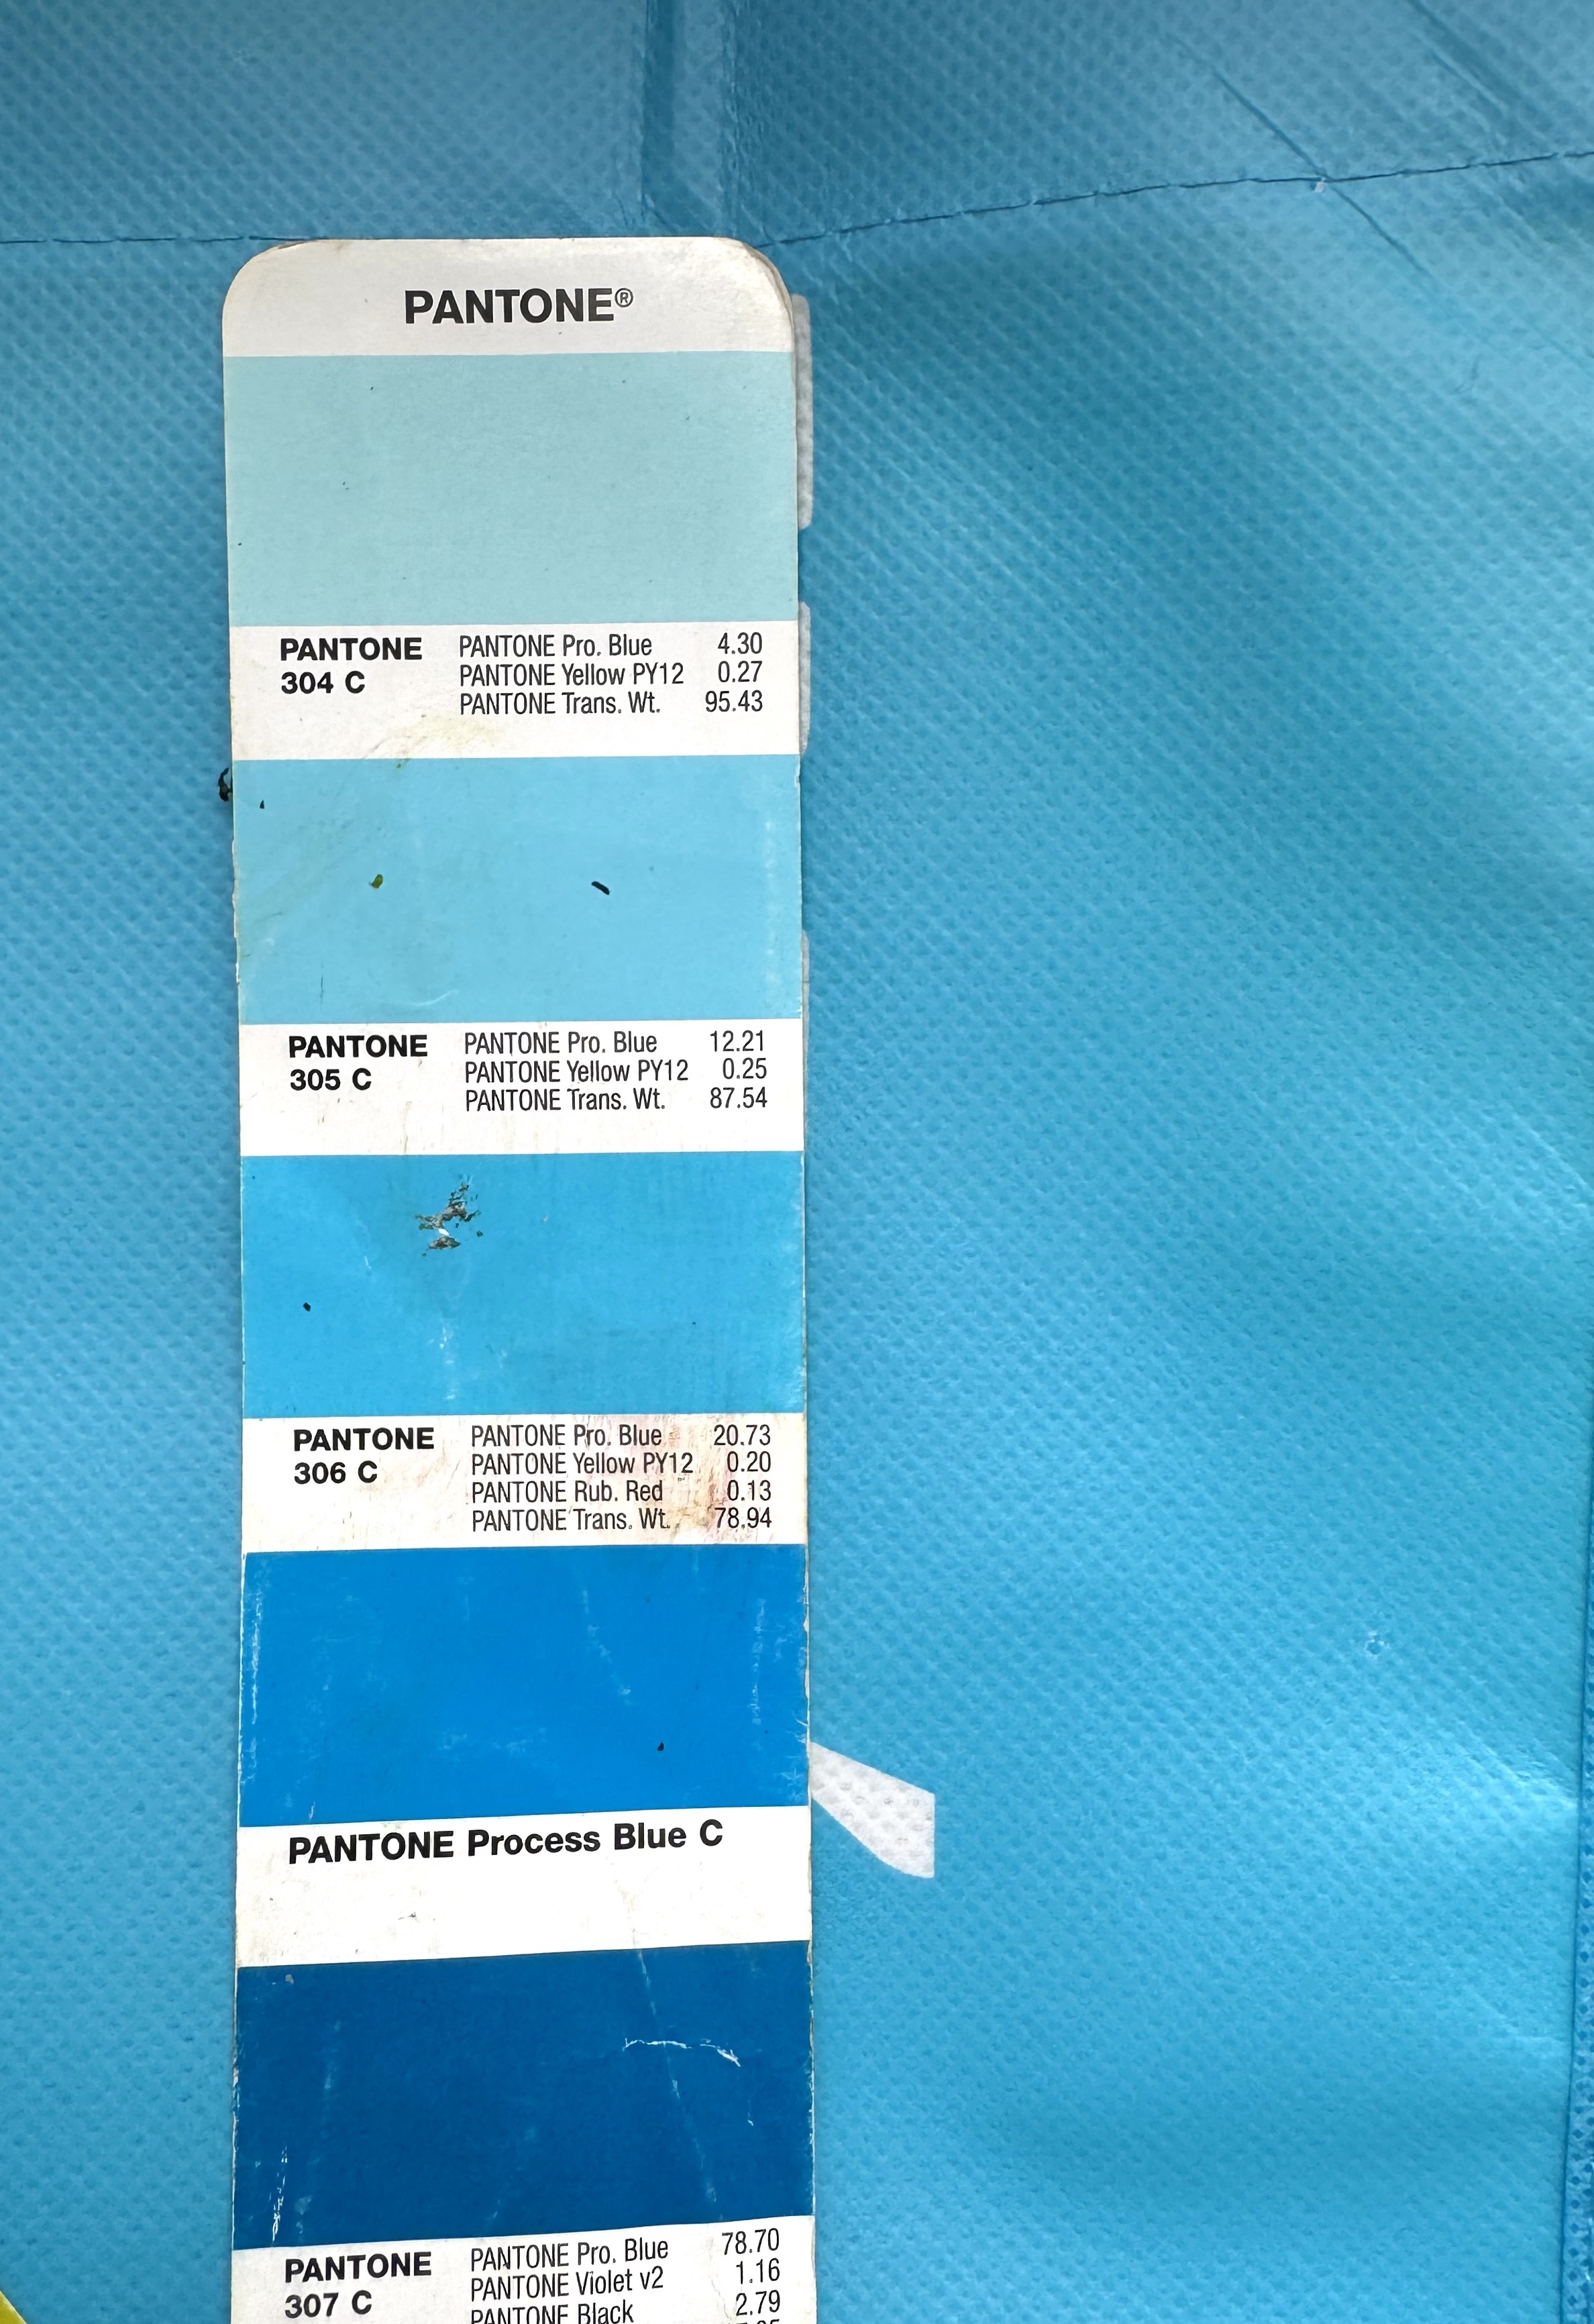 PANTONE®
PANTONE PANTONE Pro. Blue 4.30
304 C PANTONE Yellow PY12 0.27
PANTONE Trans. Wt. 95.43
PANTONE PANTONE Pro. Blue 12.21
305 C PANTONE Yellow PY12 0.25
PANTONE Trans. Wt. 87.54
PANTONE PANTONE Pro. Blue 20.73
306 C PANTONE Yellow PY12 0.20
PANTONE Rub. Red 0.13
PANTONE Trans. Wt. 78.94
PANTONE Process Blue C
PANTONE PANTONE Pro. Blue 78.70
307 C PANTONE Violet v2 1.16
PANTONE Black 2.79